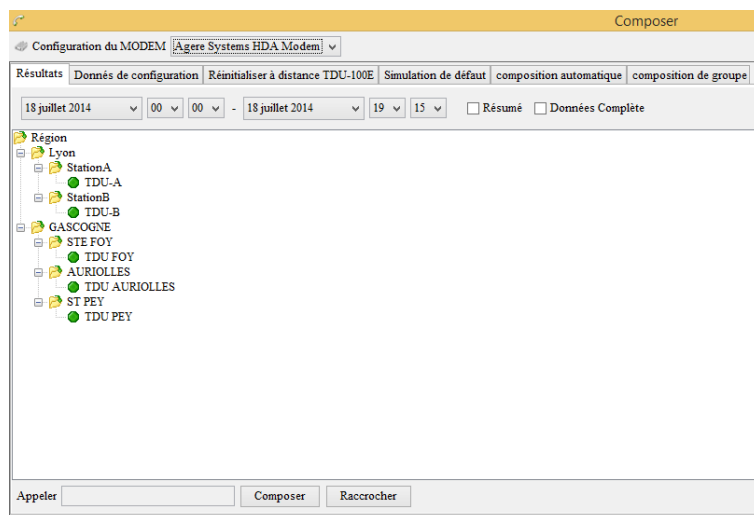 Composer
Configuration du MODEM Agere Systems HDA Modem
Résultats Donnés de configuration Réinitialiser à distance TDU-100E Simulation de défaut composition automatique composition de groupe
18 juillet 2014 00 00 - 18 juillet 2014 19 15 Résumé Données Complète
Région
Lyon
StationA
TDU-A
StationB
TDU-B
GASCOGNE
STE FOY
TDU FOY
AURIOLLES
TDU AURIOLLES
ST PEY
TDU PEY
Appeler Composer Raccrocher